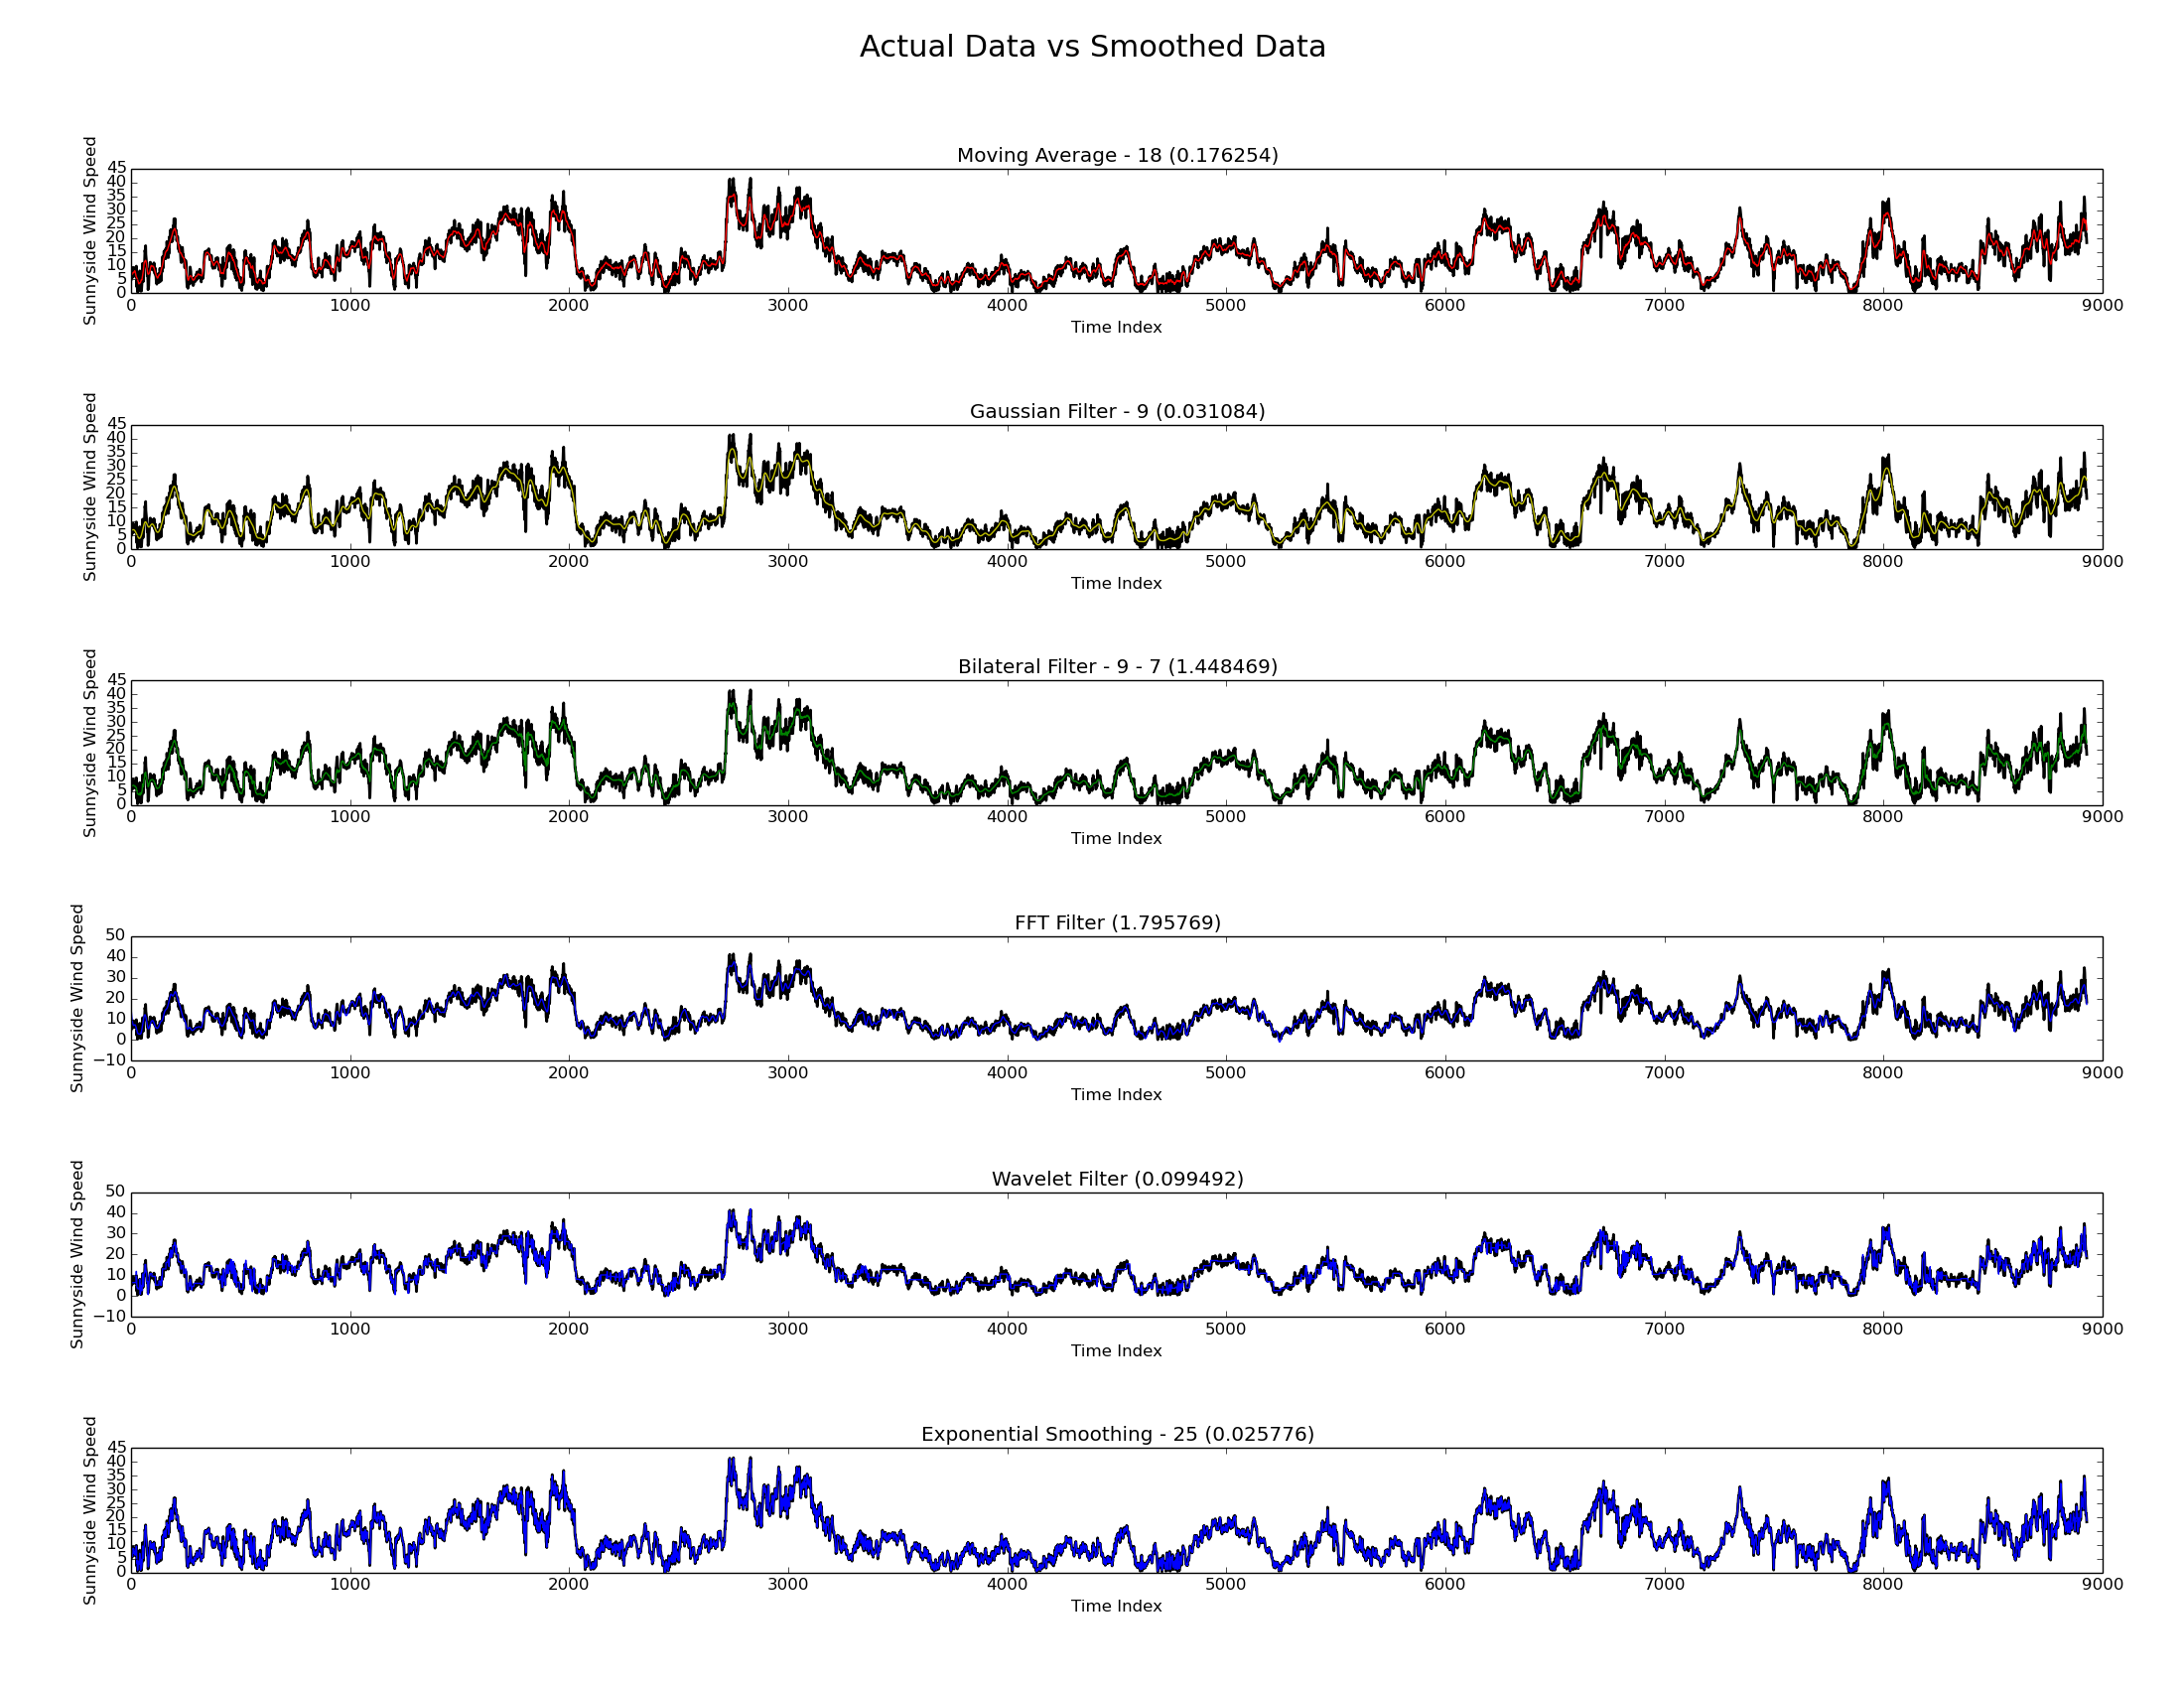 Actual Data vs Smoothed Data
Moving Average - 18 (0.176254)
Sunnyside Wind Speed
45
40
35
30
25
20
15
10
5
0
0 1000 2000 3000 4000 5000 6000 7000 8000 9000
Time Index
Gaussian Filter - 9 (0.031084)
Sunnyside Wind Speed
45
40
35
30
25
20
15
10
5
0
0 1000 2000 3000 4000 5000 6000 7000 8000 9000
Time Index
Bilateral Filter - 9 - 7 (1.448469)
Sunnyside Wind Speed
45
40
35
30
25
20
15
10
5
0
0 1000 2000 3000 4000 5000 6000 7000 8000 9000
Time Index
FFT Filter (1.795769)
Sunnyside Wind Speed
50
40
30
20
10
0
−10
0 1000 2000 3000 4000 5000 6000 7000 8000 9000
Time Index
Wavelet Filter (0.099492)
Sunnyside Wind Speed
50
40
30
20
10
0
−10
0 1000 2000 3000 4000 5000 6000 7000 8000 9000
Time Index
Exponential Smoothing - 25 (0.025776)
Sunnyside Wind Speed
45
40
35
30
25
20
15
10
5
0
0 1000 2000 3000 4000 5000 6000 7000 8000 9000
Time Index